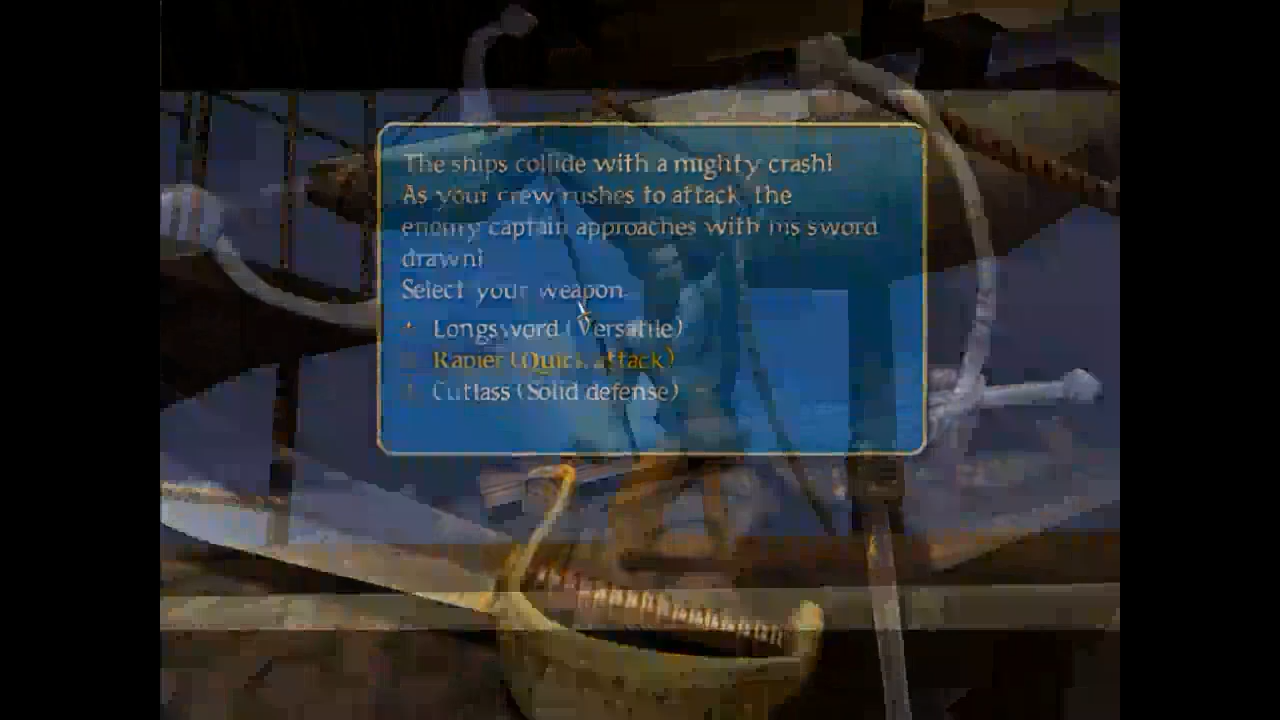 The ships collide with a mighty crash!
As your crew rushes to attack, the
enemy captain approaches with his sword
drawn!
Select your weapon.
Longsword (Versatile)
Rapier (Quick attack)
Cutlass (Solid defense)